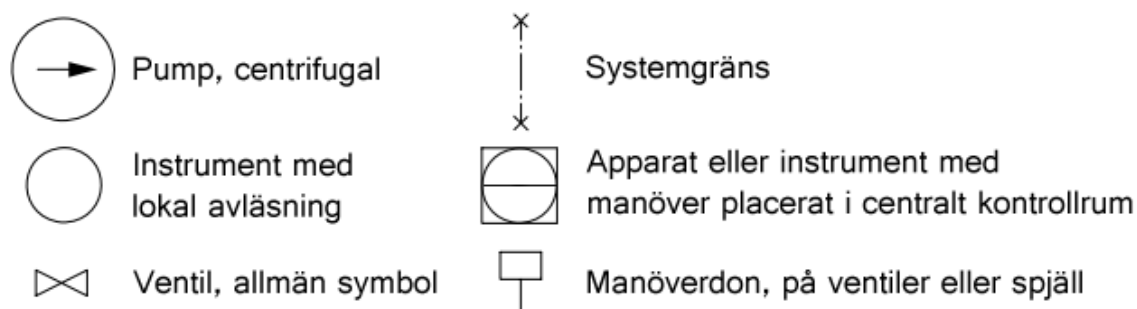 Pump, centrifugal
Systemgräns
Instrument med
lokal avläsning
Apparat eller instrument med
manöver placerat i centralt kontrollrum
Ventil, allmän symbol
Manöverdon, på ventiler eller spjäll